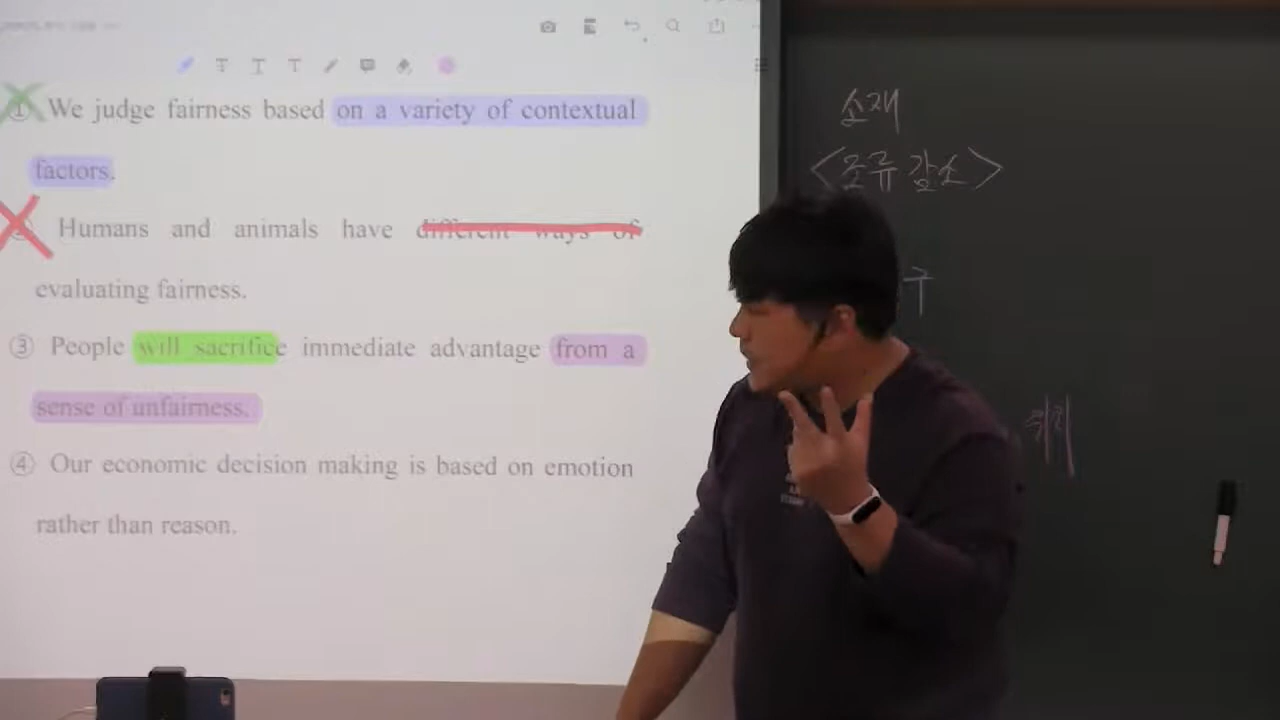 ① We judge fairness based on a variety of contextual
factors.
② Humans and animals have different ways of
evaluating fairness.
③ People will sacrifice immediate advantage from a
sense of unfairness.
④ Our economic decision making is based on emotion
rather than reason.
소재
<조류 감소>
구